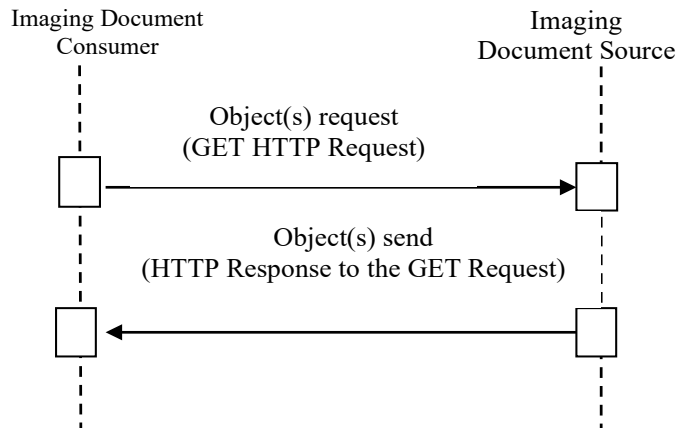 Imaging Document
Consumer
Imaging
Document Source
Object(s) request
(GET HTTP Request)
Object(s) send
(HTTP Response to the GET Request)